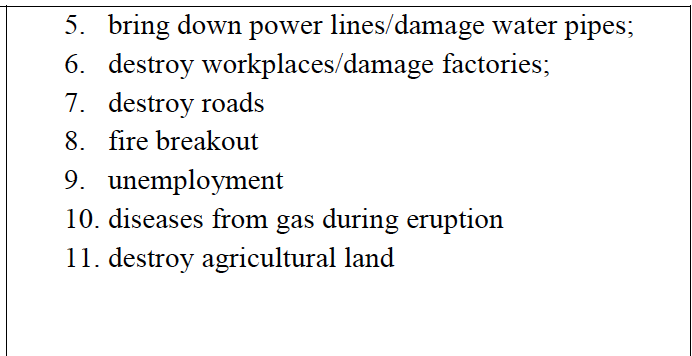 5. bring down power lines/damage water pipes;
6. destroy workplaces/damage factories;
7. destroy roads
8. fire breakout
9. unemployment
10. diseases from gas during eruption
11. destroy agricultural land